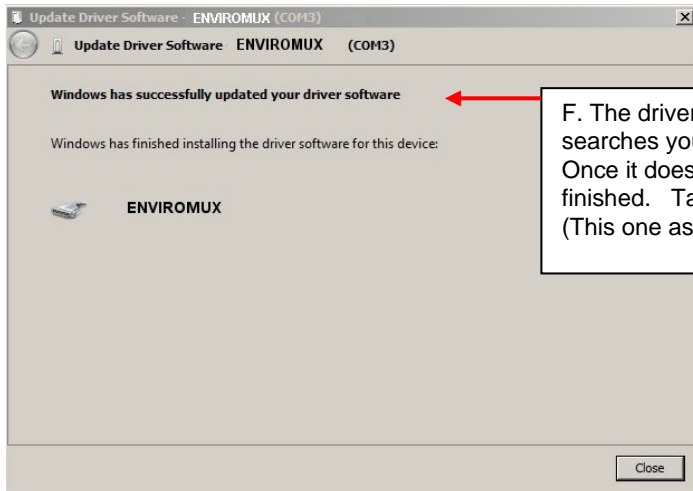 Update Driver Software - ENVIROMUX (COM3)
Update Driver Software ENVIROMUX (COM3)
Windows has successfully updated your driver software
Windows has finished installing the driver software for this device:
ENVIROMUX
F. The driver
searches you
Once it does
finished. Ta
(This one as
Close